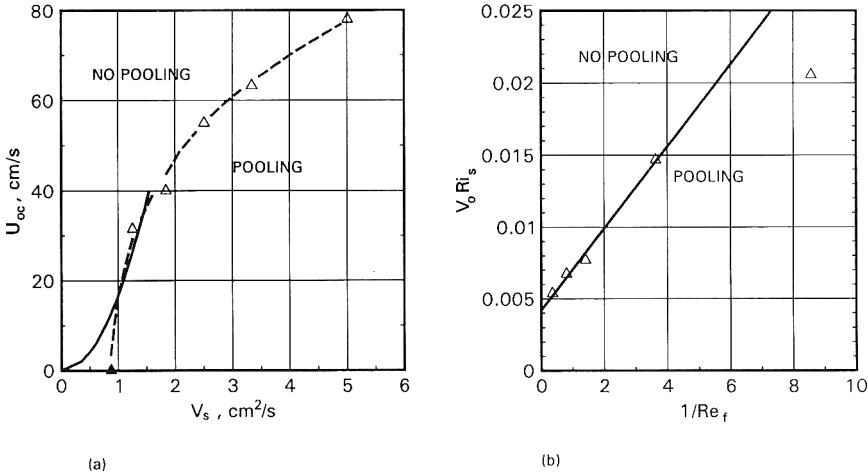 80
60
40
20
0
U_oc, cm/s
NO POOLING
POOLING
0 1 2 3 4 5 6
V_s , cm²/s
(a)
0.025
0.02
0.015
0.01
0.005
0
V_o Ri_s
NO POOLING
POOLING
0 2 4 6 8 10
1/Re_f
(b)